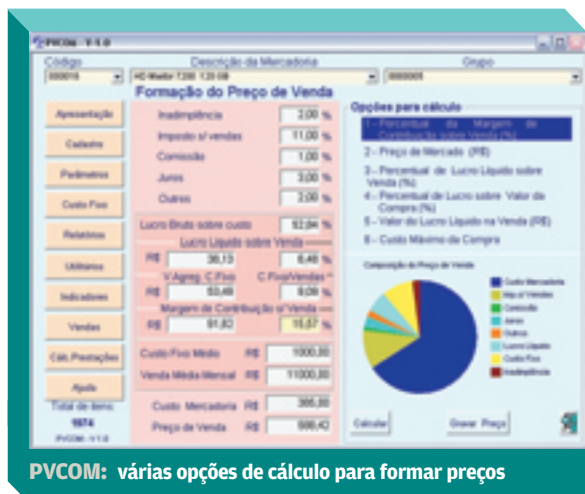 PVCOM - V-1.0
Código
Descrição da Mercadoria
Grupo
000016
HD Maxtor 7200 120 GB
0000005
Formação do Preço de Venda
Apresentação
Cadastro
Parâmetros
Custo Fixo
Relatórios
Utilitários
Indicadores
Vendas
Cálc.Prestações
Ajuda
Total de itens:
1974
PVCOM - V-1.0
Inadimplência 2,00 %
Imposto s/ vendas 11,00 %
Comissão 1,00 %
Juros 3,00 %
Outros 2,00 %
Lucro Bruto sobre custo 52,84 %
Lucro Líquido sobre Venda
R$ 38,13 6,48 %
V.Agreg. C.Fixo C.Fixo/Vendas
R$ 53,49 9,09 %
Margem de Contribuição s/Venda
R$ 91,62 15,57 %
Custo Fixo Médio R$ 1000,00
Venda Média Mensal R$ 11000,00
Custo Mercadoria R$ 385,00
Preço de Venda R$ 588,42
Opções para cálculo
1 - Percentual da Margem de
Contribuição sobre Venda (%)
2 - Preço de Mercado (R$)
3 - Percentual de Lucro Líquido sobre
Venda (%)
4 - Percentual de Lucro sobre Valor da
Compra (%)
5 - Valor do Lucro Líquido na Venda (R$)
6 - Custo Máximo da Compra
Composição do Preço de Venda
Custo Mercadoria
Imp.s/ Vendas
Comissão
Juros
Outros
Lucro Líquido
Custo Fixo
Inadimplência
Calcular
Gravar Preço
PVCOM: várias opções de cálculo para formar preços